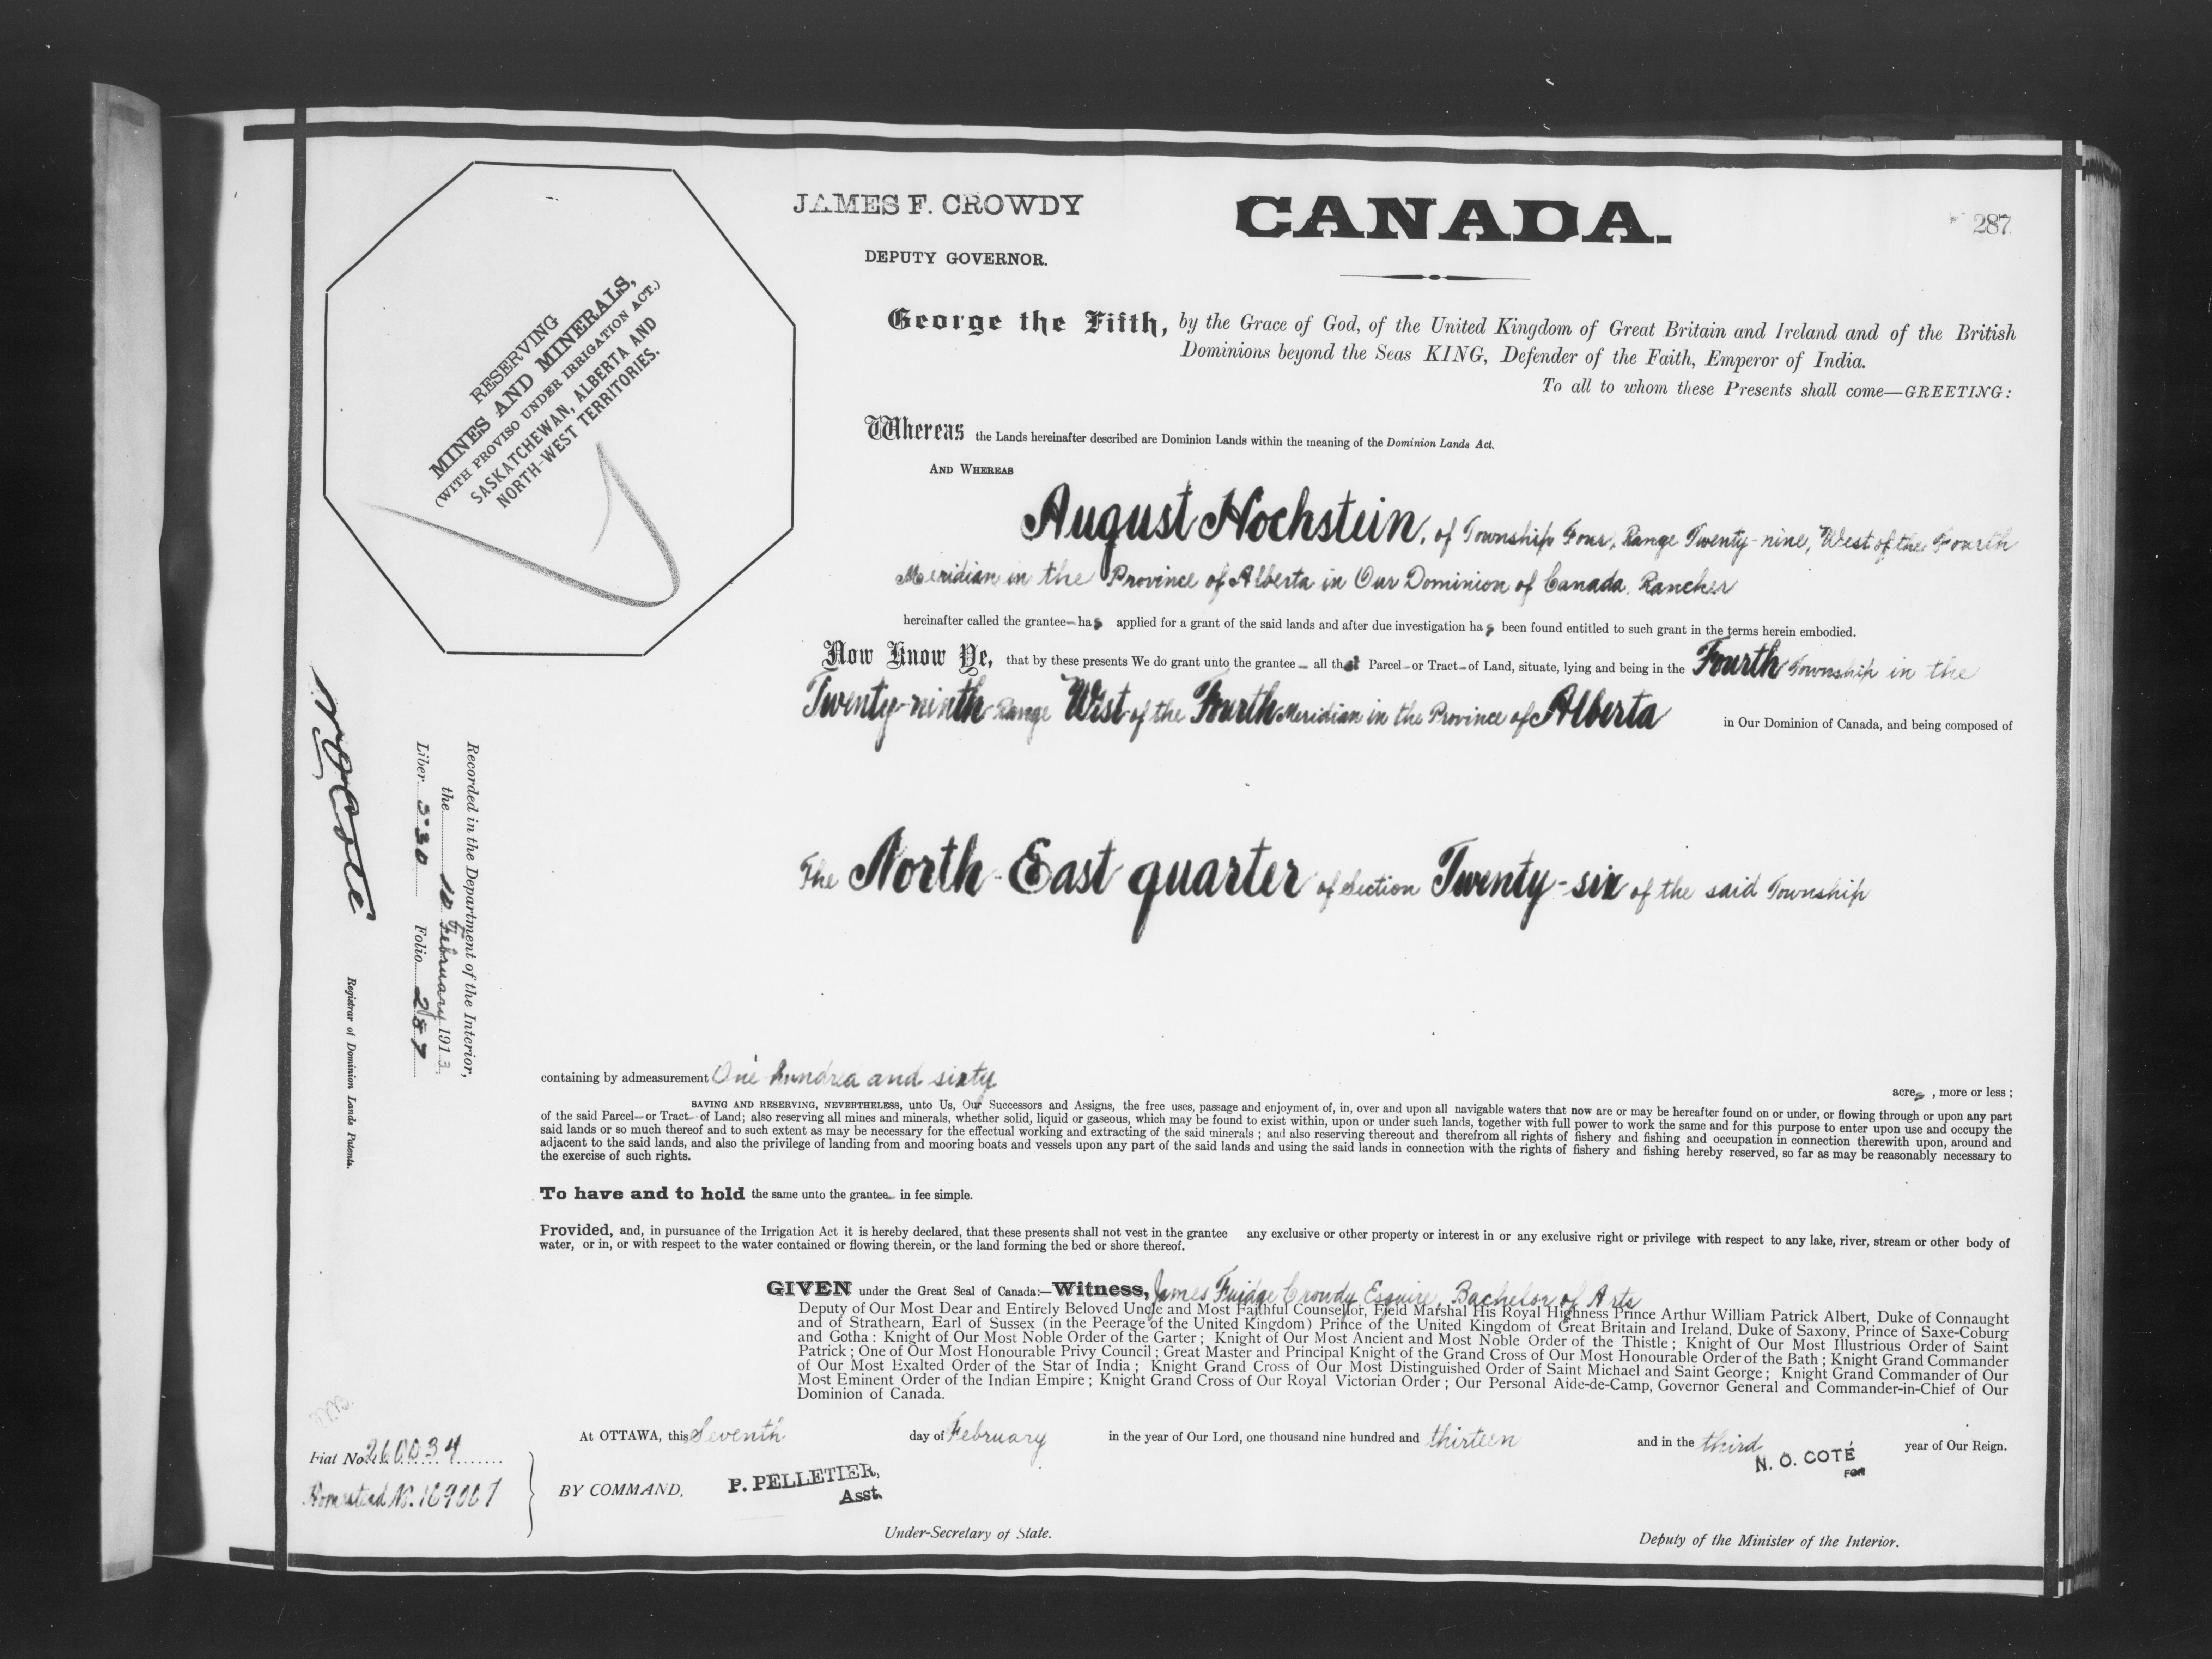 JAMES F. CROWDY
DEPUTY GOVERNOR.
CANADA.
287
RESERVING
MINES AND MINERALS,
(WITH PROVISO UNDER IRRIGATION ACT.)
SASKATCHEWAN, ALBERTA AND
NORTH-WEST TERRITORIES.
George the Fifth, by the Grace of God, of the United Kingdom of Great Britain and Ireland and of the British
Dominions beyond the Seas KING, Defender of the Faith, Emperor of India.
To all to whom these Presents shall come—GREETING:
Whereas the Lands hereinafter described are Dominion Lands within the meaning of the Dominion Lands Act.
AND WHEREAS
August Hochstein, of Township Four, Range Twenty-nine, West of the Fourth
Meridian in the Province of Alberta in Our Dominion of Canada, Rancher
hereinafter called the grantee has applied for a grant of the said lands and after due investigation has been found entitled to such grant in the terms herein embodied.
Now Know Ye, that by these presents We do grant unto the grantee all that Parcel or Tract of Land, situate, lying and being in the Fourth Township in the
Twenty-ninth Range West of the Fourth Meridian in the Province of Alberta in Our Dominion of Canada, and being composed of
The North-East quarter of Section Twenty-six of the said Township
containing by admeasurement One hundred and sixty acres, more or less;
SAVING AND RESERVING, NEVERTHELESS, unto Us, Our Successors and Assigns, the free uses, passage and enjoyment of, in, over and upon all navigable waters that now are or may be hereafter found on or under, or flowing through or upon any part
of the said Parcel or Tract of Land; also reserving all mines and minerals, whether solid, liquid or gaseous, which may be found to exist within, upon or under such lands, together with full power to work the same and for this purpose to enter upon use and occupy the
said lands or so much thereof and to such extent as may be necessary for the effectual working and extracting of the said minerals; and also reserving thereout and therefrom all rights of fishery and fishing and occupation in connection therewith upon, around and
adjacent to the said lands, and also the privilege of landing from and mooring boats and vessels upon any part of the said lands and using the said lands in connection with the rights of fishery and fishing hereby reserved, so far as may be reasonably necessary to
the exercise of such rights.
To have and to hold the same unto the grantee in fee simple.
Provided, and, in pursuance of the Irrigation Act it is hereby declared, that these presents shall not vest in the grantee any exclusive or other property or interest in or any exclusive right or privilege with respect to any lake, river, stream or other body of
water, or in, or with respect to the water contained or flowing therein, or the land forming the bed or shore thereof.
GIVEN under the Great Seal of Canada:—Witness, James Fuidge Crowdy Esquire, Bachelor of Arts
Deputy of Our Most Dear and Entirely Beloved Uncle and Most Faithful Counsellor, Field Marshal His Royal Highness Prince Arthur William Patrick Albert, Duke of Connaught
and of Strathearn, Earl of Sussex (in the Peerage of the United Kingdom) Prince of the United Kingdom of Great Britain and Ireland, Duke of Saxony, Prince of Saxe-Coburg
and Gotha: Knight of Our Most Noble Order of the Garter; Knight of Our Most Ancient and Most Noble Order of the Thistle; Knight of Our Most Illustrious Order of Saint
Patrick; One of Our Most Honourable Privy Council; Great Master and Principal Knight of the Grand Cross of Our Most Honourable Order of the Bath; Knight Grand Commander
of Our Most Exalted Order of the Star of India; Knight Grand Cross of Our Most Distinguished Order of Saint Michael and Saint George; Knight Grand Commander of Our
Most Eminent Order of the Indian Empire; Knight Grand Cross of Our Royal Victorian Order; Our Personal Aide-de-Camp, Governor General and Commander-in-Chief of Our
Dominion of Canada.
At OTTAWA, this Seventh day of February in the year of Our Lord, one thousand nine hundred and thirteen and in the third year of Our Reign.
N. O. COTÉ
FOR
BY COMMAND,
P. PELLETIER,
Asst.
Under-Secretary of State.
Deputy of the Minister of the Interior.
Fiat No. 260034
Homestead No. 169007
Recorded in the Department of the Interior,
the 10 February 1913
Liber 330 Folio 287
N O Coté
Registrar of Dominion Lands Patents.